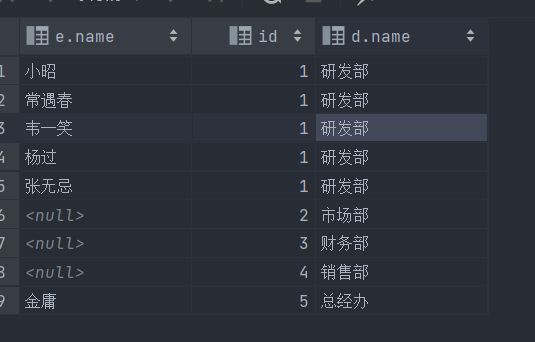 e.name id d.name
1 小昭 1 研发部
2 常遇春 1 研发部
3 韦一笑 1 研发部
4 杨过 1 研发部
5 张无忌 1 研发部
6 <null> 2 市场部
7 <null> 3 财务部
8 <null> 4 销售部
9 金庸 5 总经办